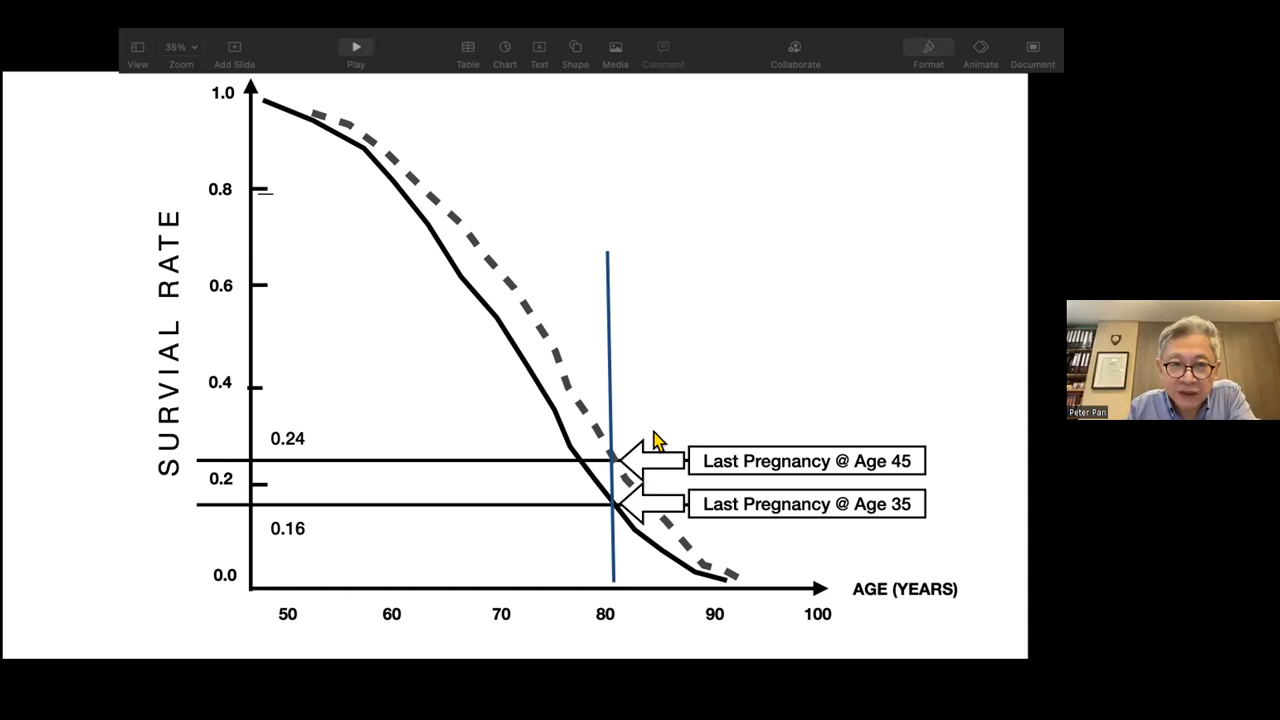 35%
View
Zoom
Add Slide
Play
Table
Chart
Text
Shape
Media
Comment
Collaborate
Format
Animate
Document
1.0
0.8
0.6
0.4
0.24
0.2
0.16
0.0
SURVIAL RATE
Last Pregnancy @ Age 45
Last Pregnancy @ Age 35
AGE (YEARS)
50 60 70 80 90 100
Peter Pan